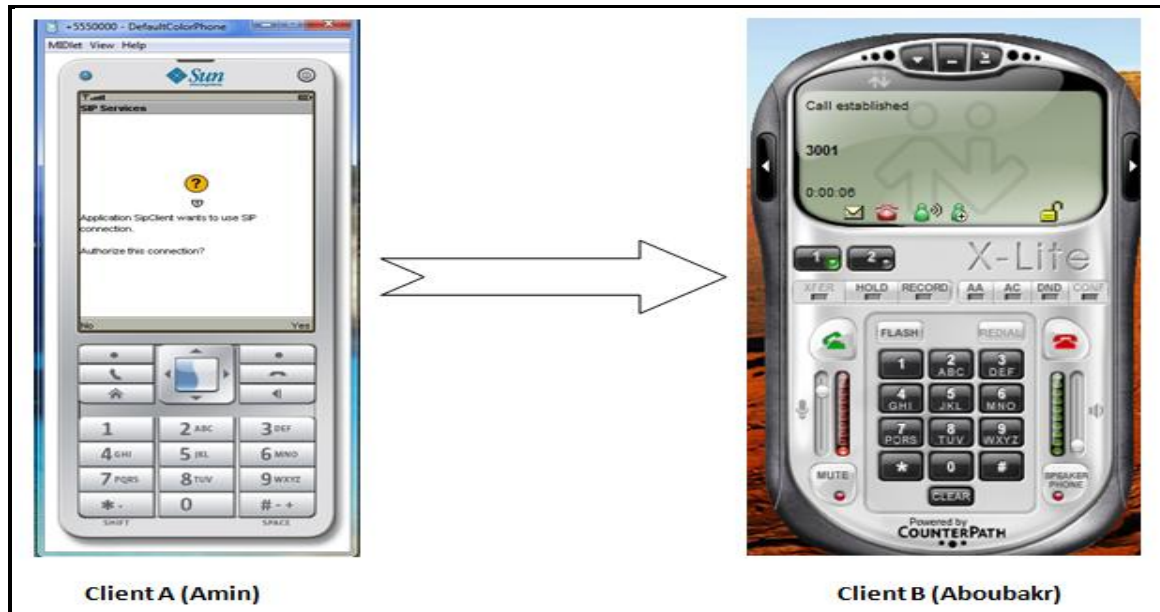 +5550000 - DefaultColorPhone
MIDlet View Help
Sun
SIP Services
?
Application SipClient wants to use SIP
connection.
Authorize this connection?
No Yes
1 2 ABC 3 DEF
4 GHI 5 JKL 6 MNO
7 PQRS 8 TUV 9 WXYZ
* . 0 # - +
SHIFT SPACE
Client A (Amin)
Call established
3001
0:00:06
X-Lite
1 2
XFER HOLD RECORD AA AC DND CONF
FLASH REDIAL
1 2 3
ABC DEF
4 5 6
GHI JKL MNO
7 8 9
PQRS TUV WXYZ
* 0 #
MUTE SPEAKER
PHONE
CLEAR
Powered by
COUNTERPATH
Client B (Aboubakr)